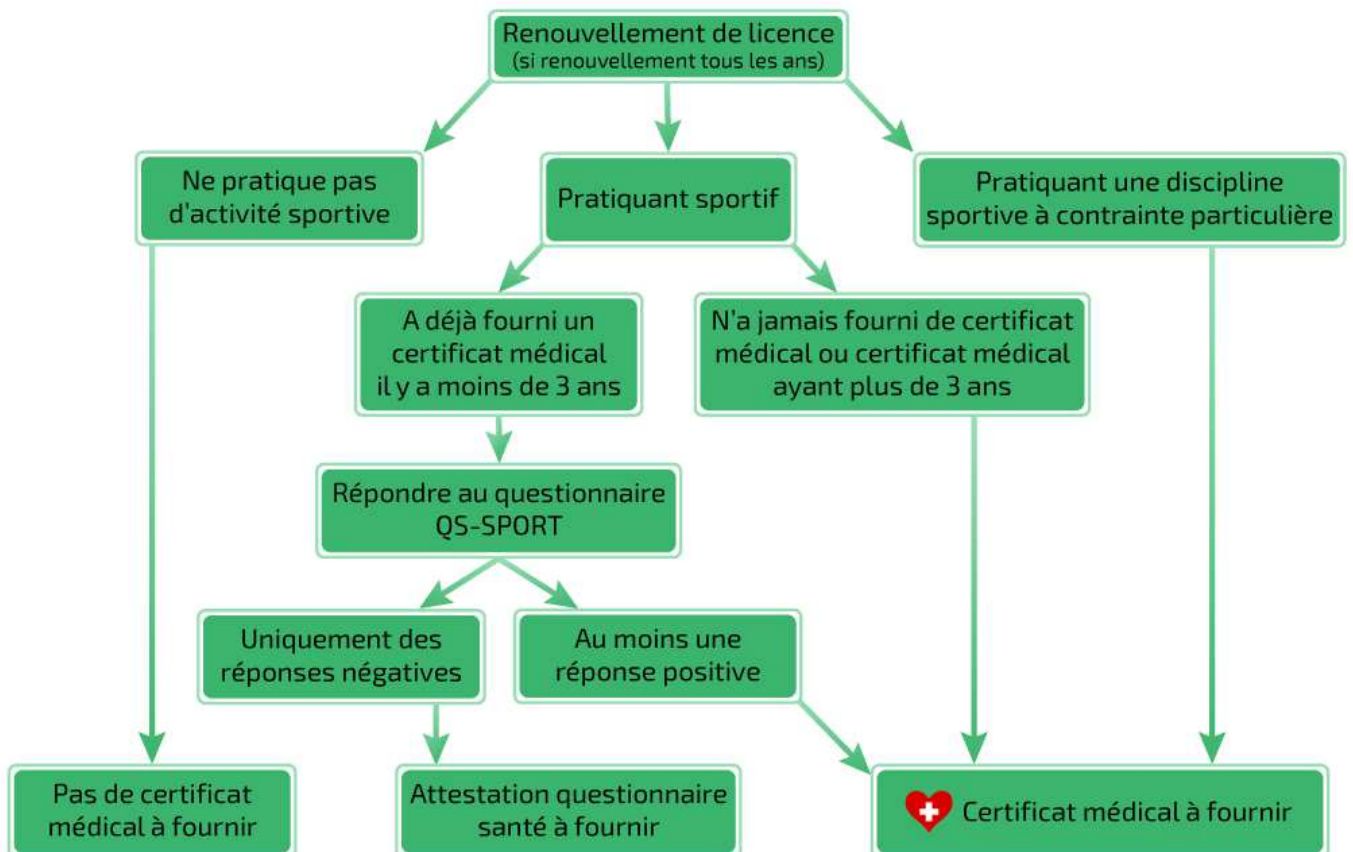 Renouvellement de licence
(si renouvellement tous les ans)
Ne pratique pas
d'activité sportive
Pratiquant sportif
Pratiquant une discipline
sportive à contrainte particulière
A déjà fourni un
certificat médical
il y a moins de 3 ans
N'a jamais fourni de certificat
médical ou certificat médical
ayant plus de 3 ans
Répondre au questionnaire
QS-SPORT
Uniquement des
réponses négatives
Au moins une
réponse positive
Pas de certificat
médical à fournir
Attestation questionnaire
santé à fournir
Certificat médical à fournir